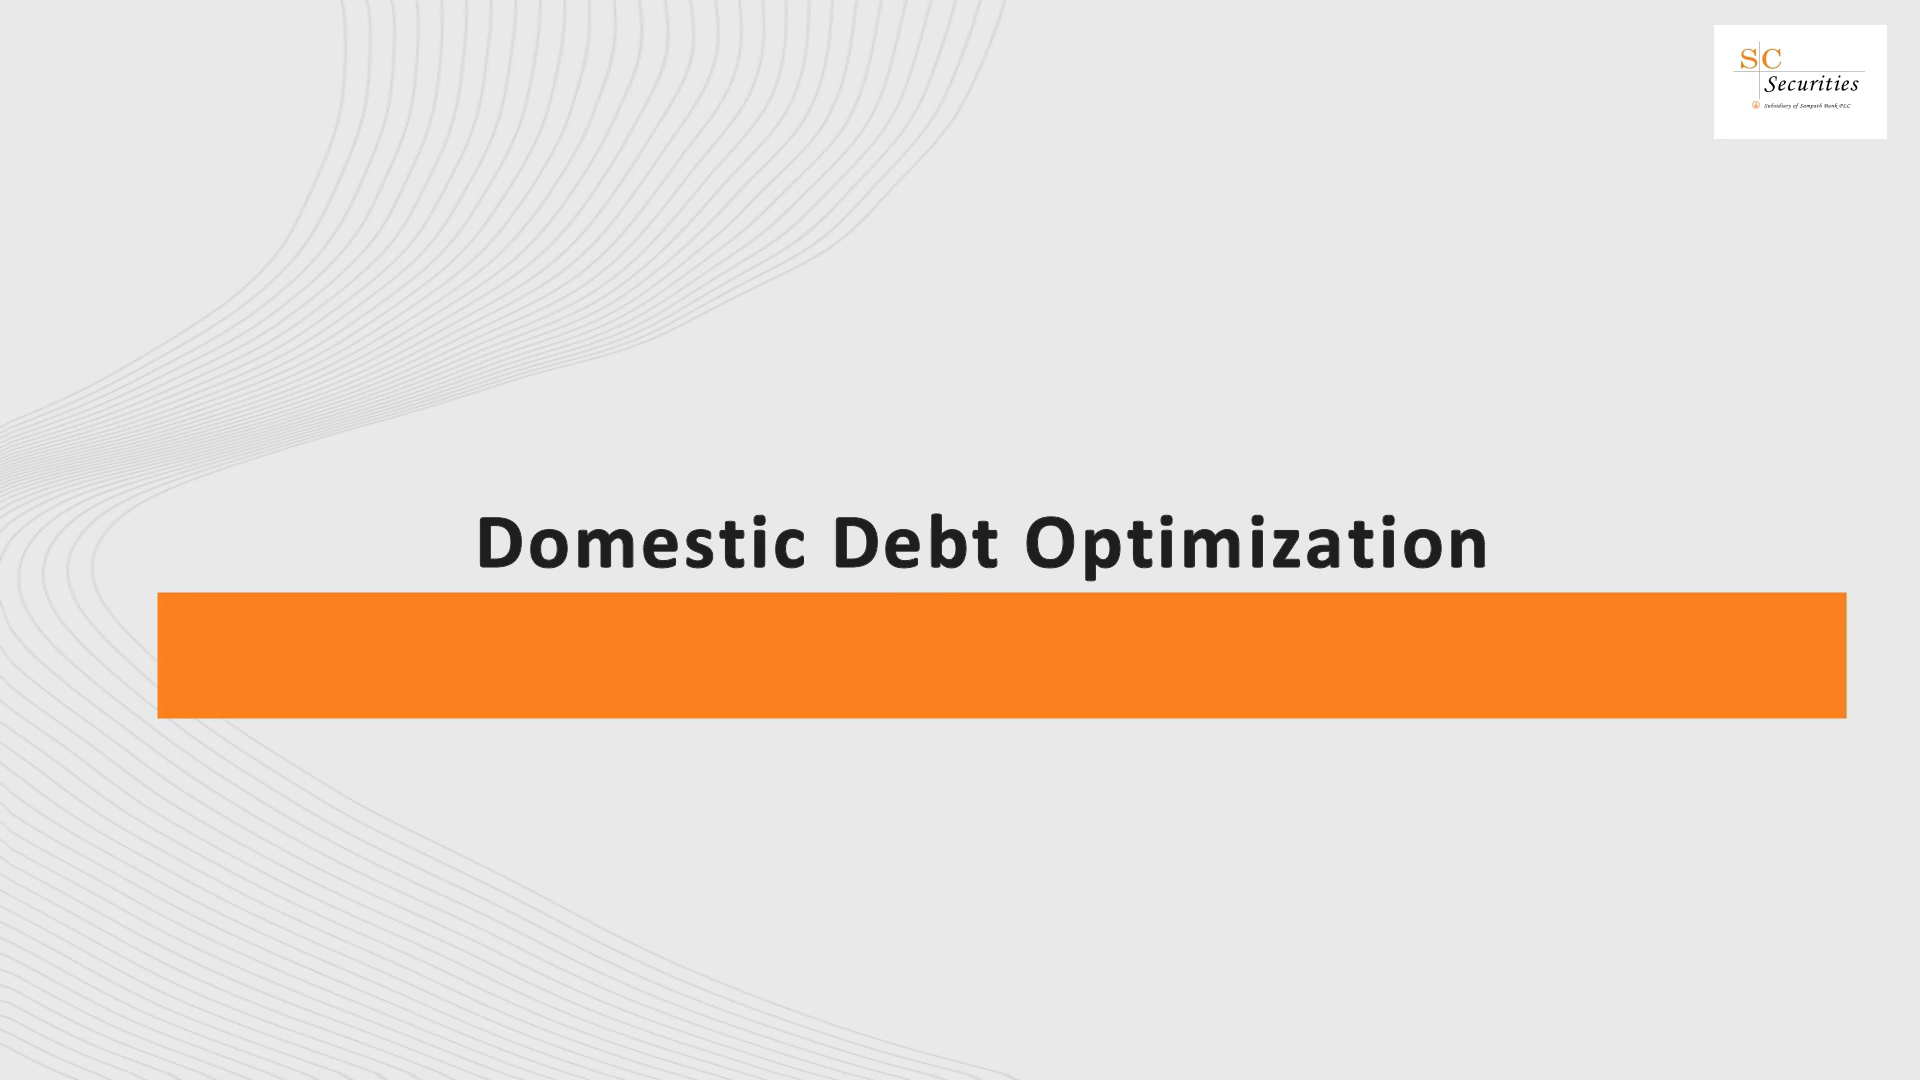 SC
Securities
Subsidiary of Sampath Bank PLC
Domestic Debt Optimization